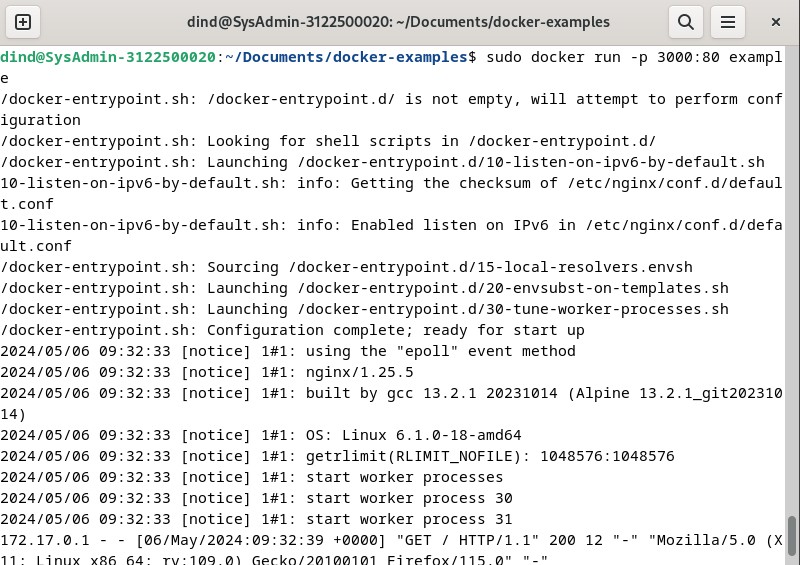 dind@SysAdmin-3122500020: ~/Documents/docker-examples
dind@SysAdmin-3122500020:~/Documents/docker-examples$ sudo docker run -p 3000:80 exampl
e
/docker-entrypoint.sh: /docker-entrypoint.d/ is not empty, will attempt to perform conf
iguration
/docker-entrypoint.sh: Looking for shell scripts in /docker-entrypoint.d/
/docker-entrypoint.sh: Launching /docker-entrypoint.d/10-listen-on-ipv6-by-default.sh
10-listen-on-ipv6-by-default.sh: info: Getting the checksum of /etc/nginx/conf.d/defaul
t.conf
10-listen-on-ipv6-by-default.sh: info: Enabled listen on IPv6 in /etc/nginx/conf.d/defa
ult.conf
/docker-entrypoint.sh: Sourcing /docker-entrypoint.d/15-local-resolvers.envsh
/docker-entrypoint.sh: Launching /docker-entrypoint.d/20-envsubst-on-templates.sh
/docker-entrypoint.sh: Launching /docker-entrypoint.d/30-tune-worker-processes.sh
/docker-entrypoint.sh: Configuration complete; ready for start up
2024/05/06 09:32:33 [notice] 1#1: using the "epoll" event method
2024/05/06 09:32:33 [notice] 1#1: nginx/1.25.5
2024/05/06 09:32:33 [notice] 1#1: built by gcc 13.2.1 20231014 (Alpine 13.2.1_git202310
14)
2024/05/06 09:32:33 [notice] 1#1: OS: Linux 6.1.0-18-amd64
2024/05/06 09:32:33 [notice] 1#1: getrlimit(RLIMIT_NOFILE): 1048576:1048576
2024/05/06 09:32:33 [notice] 1#1: start worker processes
2024/05/06 09:32:33 [notice] 1#1: start worker process 30
2024/05/06 09:32:33 [notice] 1#1: start worker process 31
172.17.0.1 - - [06/May/2024:09:32:39 +0000] "GET / HTTP/1.1" 200 12 "-" "Mozilla/5.0 (X
11; Linux x86_64; rv:109.0) Gecko/20100101 Firefox/115.0" "-"